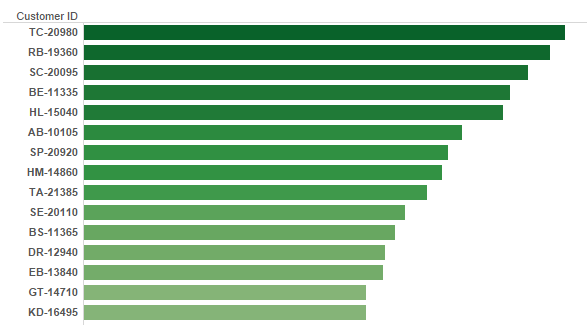 Customer ID
TC-20980
RB-19360
SC-20095
BE-11335
HL-15040
AB-10105
SP-20920
HM-14860
TA-21385
SE-20110
BS-11365
DR-12940
EB-13840
GT-14710
KD-16495